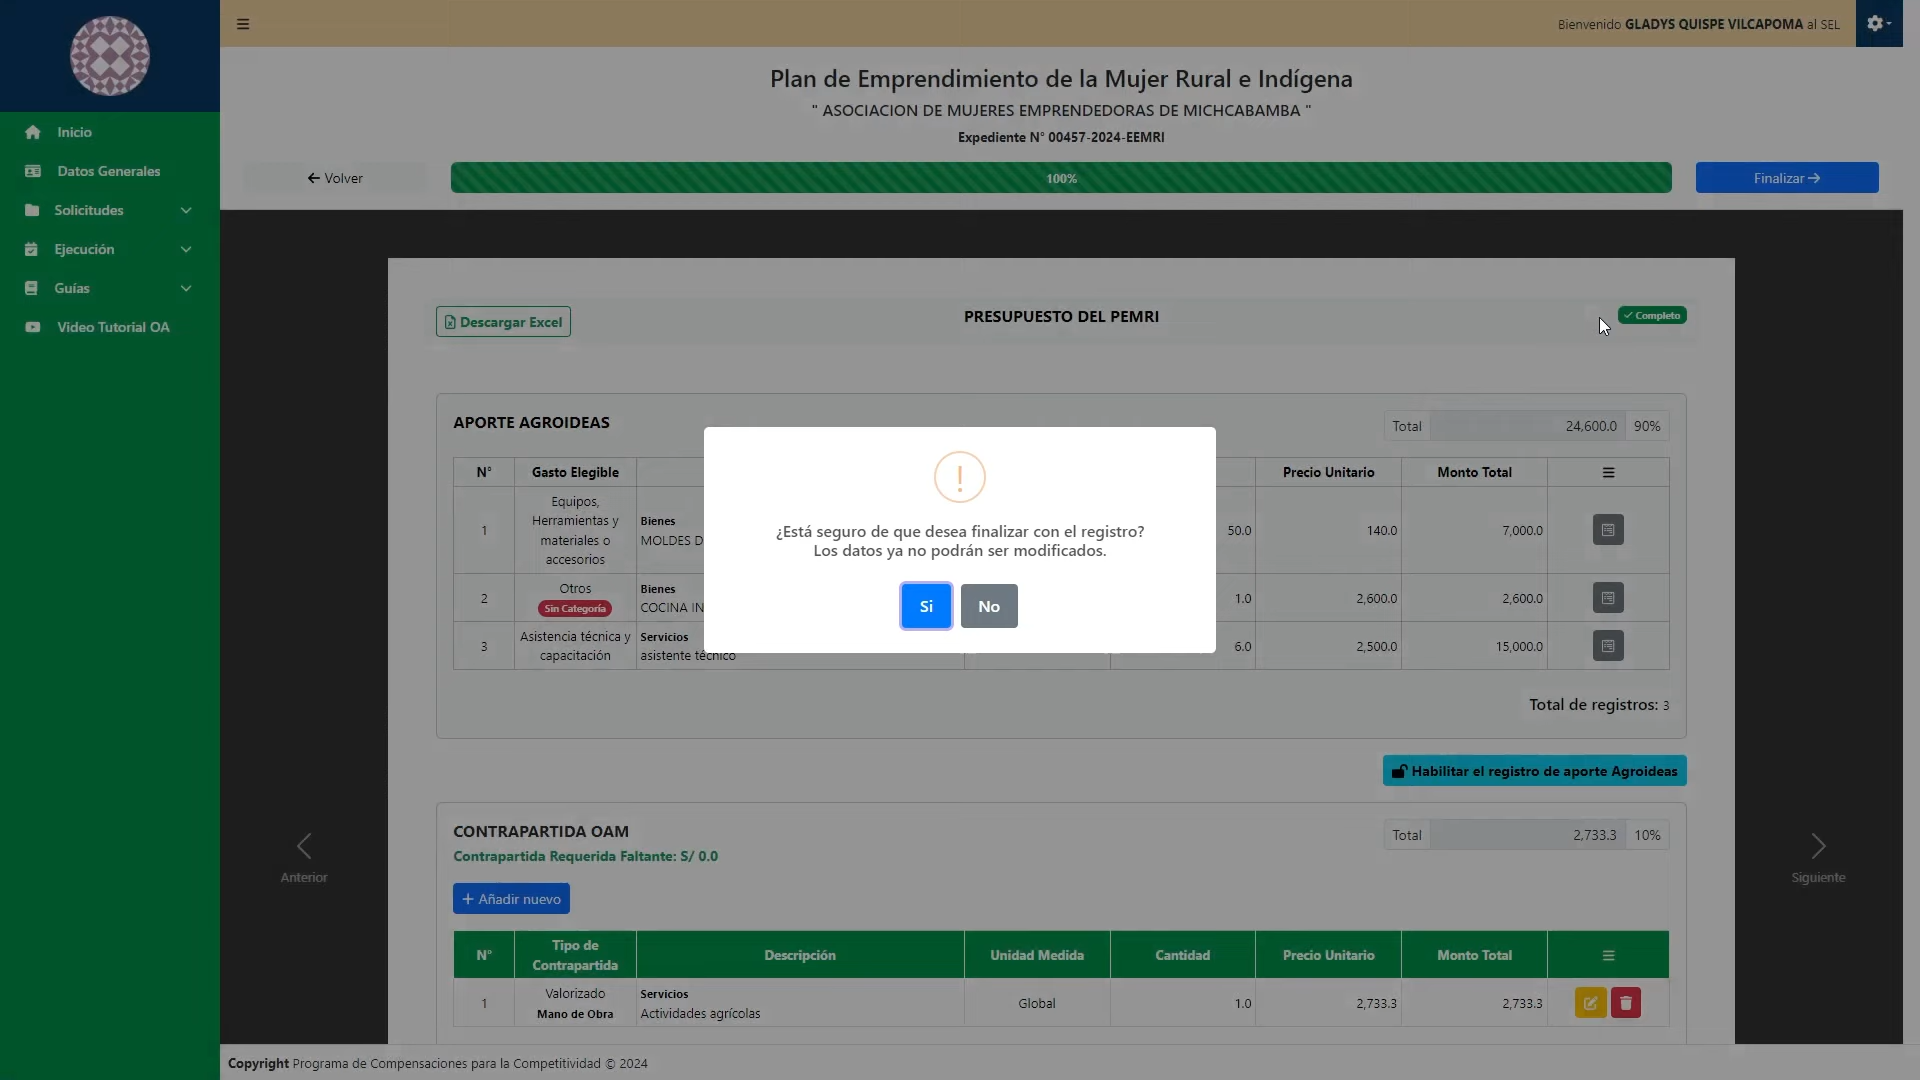 Bienvenido GLADYS QUISPE VILCAPOMA al SEL
Inicio
Datos Generales
Solicitudes
Ejecución
Guías
Video Tutorial OA
Plan de Emprendimiento de la Mujer Rural e Indígena
" ASOCIACION DE MUJERES EMPRENDEDORAS DE MICHCABAMBA "
Expediente N° 00457-2024-EEMRI
Volver
100%
Finalizar
Descargar Excel
PRESUPUESTO DEL PEMRI
Completo
APORTE AGROIDEAS
Total 24,600.0 90%
N° Gasto Elegible Precio Unitario Monto Total
1 Equipos, Herramientas y materiales o accesorios Bienes MOLDES D 50.0 140.0 7,000.0
2 Otros Sin Categoría Bienes COCINA IN 1.0 2,600.0 2,600.0
3 Asistencia técnica y capacitación Servicios asistente técnico 6.0 2,500.0 15,000.0
Total de registros: 3
¿Está seguro de que desea finalizar con el registro?
Los datos ya no podrán ser modificados.
Si No
Habilitar el registro de aporte Agroideas
CONTRAPARTIDA OAM
Total 2,733.3 10%
Contrapartida Requerida Faltante: S/ 0.0
Añadir nuevo
Anterior
Siguiente
N° Tipo de Contrapartida Descripción Unidad Medida Cantidad Precio Unitario Monto Total
1 Valorizado Mano de Obra Servicios Actividades agrícolas Global 1.0 2,733.3 2,733.3
Copyright Programa de Compensaciones para la Competitividad © 2024